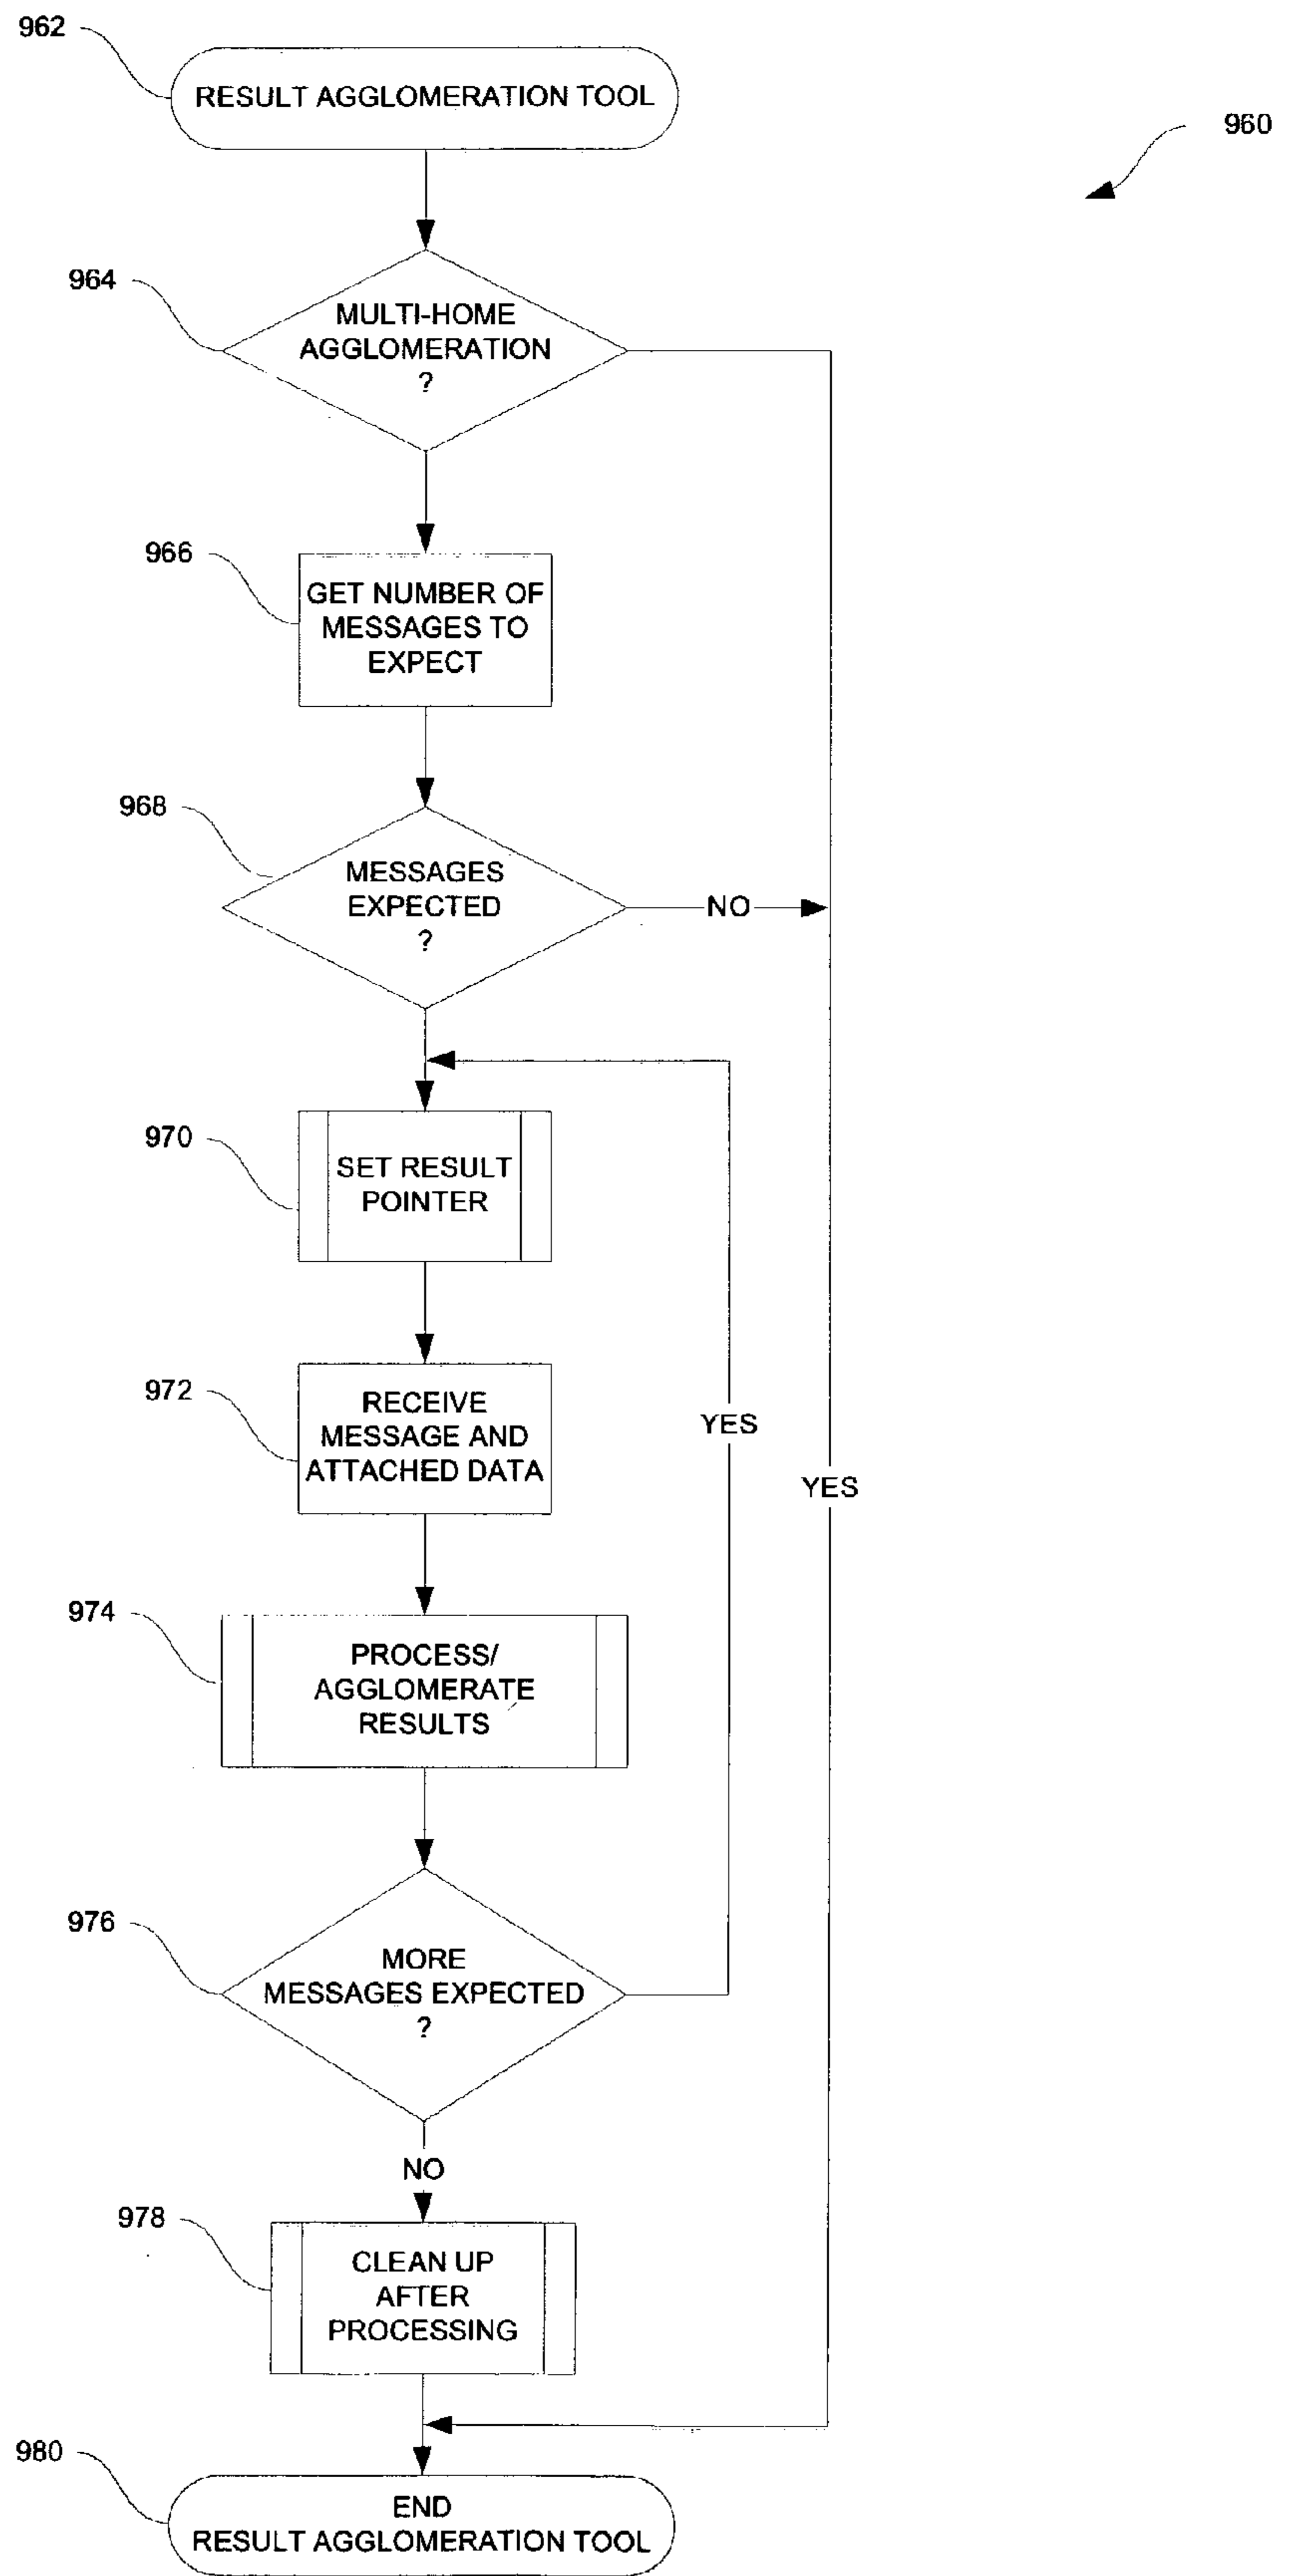 962
RESULT AGGLOMERATION TOOL
960
964
MULTI-HOME
AGGLOMERATION
?
966
GET NUMBER OF
MESSAGES TO
EXPECT
968
MESSAGES
EXPECTED
?
NO
970
SET RESULT
POINTER
972
RECEIVE
MESSAGE AND
ATTACHED DATA
YES
YES
974
PROCESS/
AGGLOMERATE
RESULTS
976
MORE
MESSAGES EXPECTED
?
NO
978
CLEAN UP
AFTER
PROCESSING
980
END
RESULT AGGLOMERATION TOOL